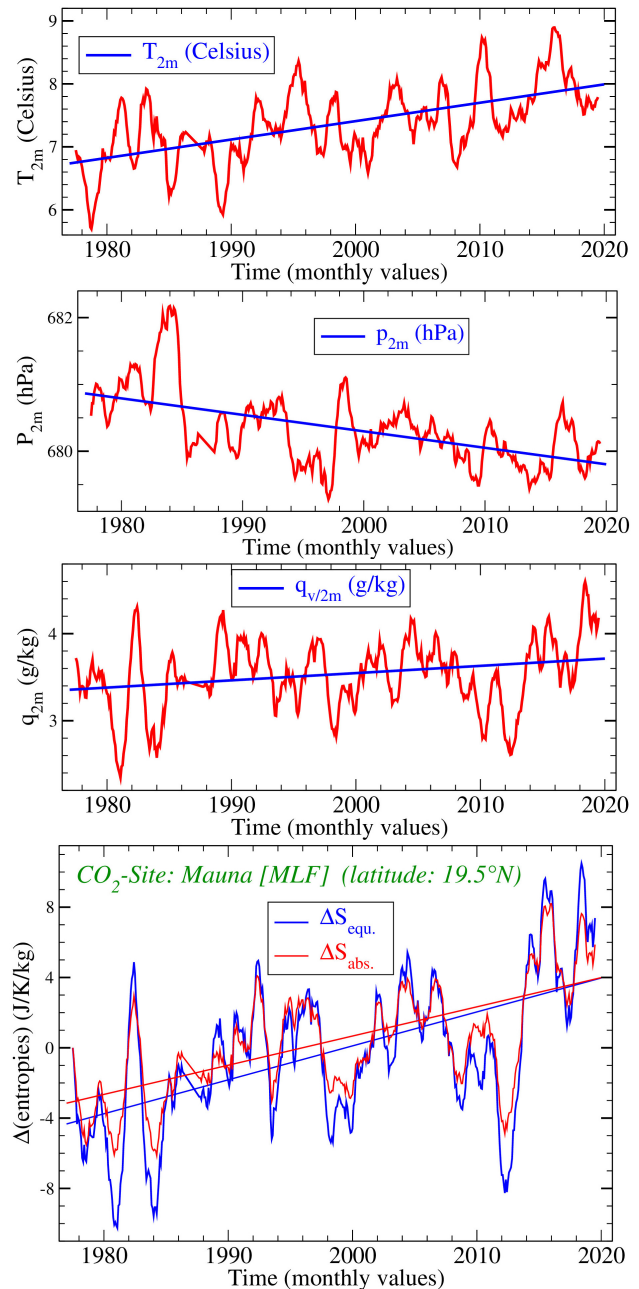 9
8
7
6
T2m (Celsius)
T2m (Celsius)
1980 1990 2000 2010 2020
Time (monthly values)
682
680
P2m (hPa)
p2m (hPa)
1980 1990 2000 2010 2020
Time (monthly values)
4
3
q2m (g/kg)
qv/2m (g/kg)
1980 1990 2000 2010 2020
Time (monthly values)
CO2-Site: Mauna [MLF] (latitude: 19.5°N)
8
4
0
-4
-8
Δ(entropies) (J/K/kg)
ΔSequ.
ΔSabs.
1980 1990 2000 2010 2020
Time (monthly values)